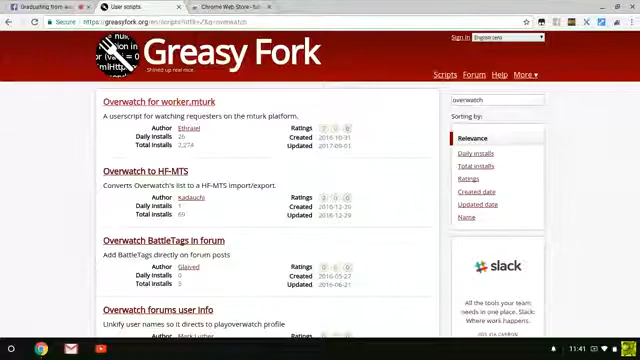 Graduating from wo
User scripts
Chrome Web Store - ful
Secure
https://greasyfork.org/en/scripts?utf8=✓&q=overwatch
Greasy Fork
Shined up real nice.
Sign in
Scripts Forum Help More ▾
Overwatch for worker.mturk
A userscript for watching requesters on the mturk platform.
Author Ethraiel
Daily installs 26
Total installs 2,274
Ratings
Created 2016-10-31
Updated 2017-09-01
Overwatch to HF-MTS
Converts Overwatch's list to a HF-MTS import/export.
Author Kadauchi
Daily installs 1
Total installs 69
Ratings 0 0 0
Created 2016-12-29
Updated 2016-12-29
Overwatch BattleTags in forum
Add BattleTags directly on forum posts
Author Glaived
Daily installs 0
Total installs 5
Ratings 0 0 0
Created 2016-05-27
Updated 2016-06-21
Overwatch forums user info
Unkify user names so it directs to playoverwatch profile
overwatch
Sorting by:
Relevance
Daily installs
Total installs
Ratings
Created date
Updated date
Name
slack
All the tools your team
needs in one place. Slack:
Where work happens.
11:41